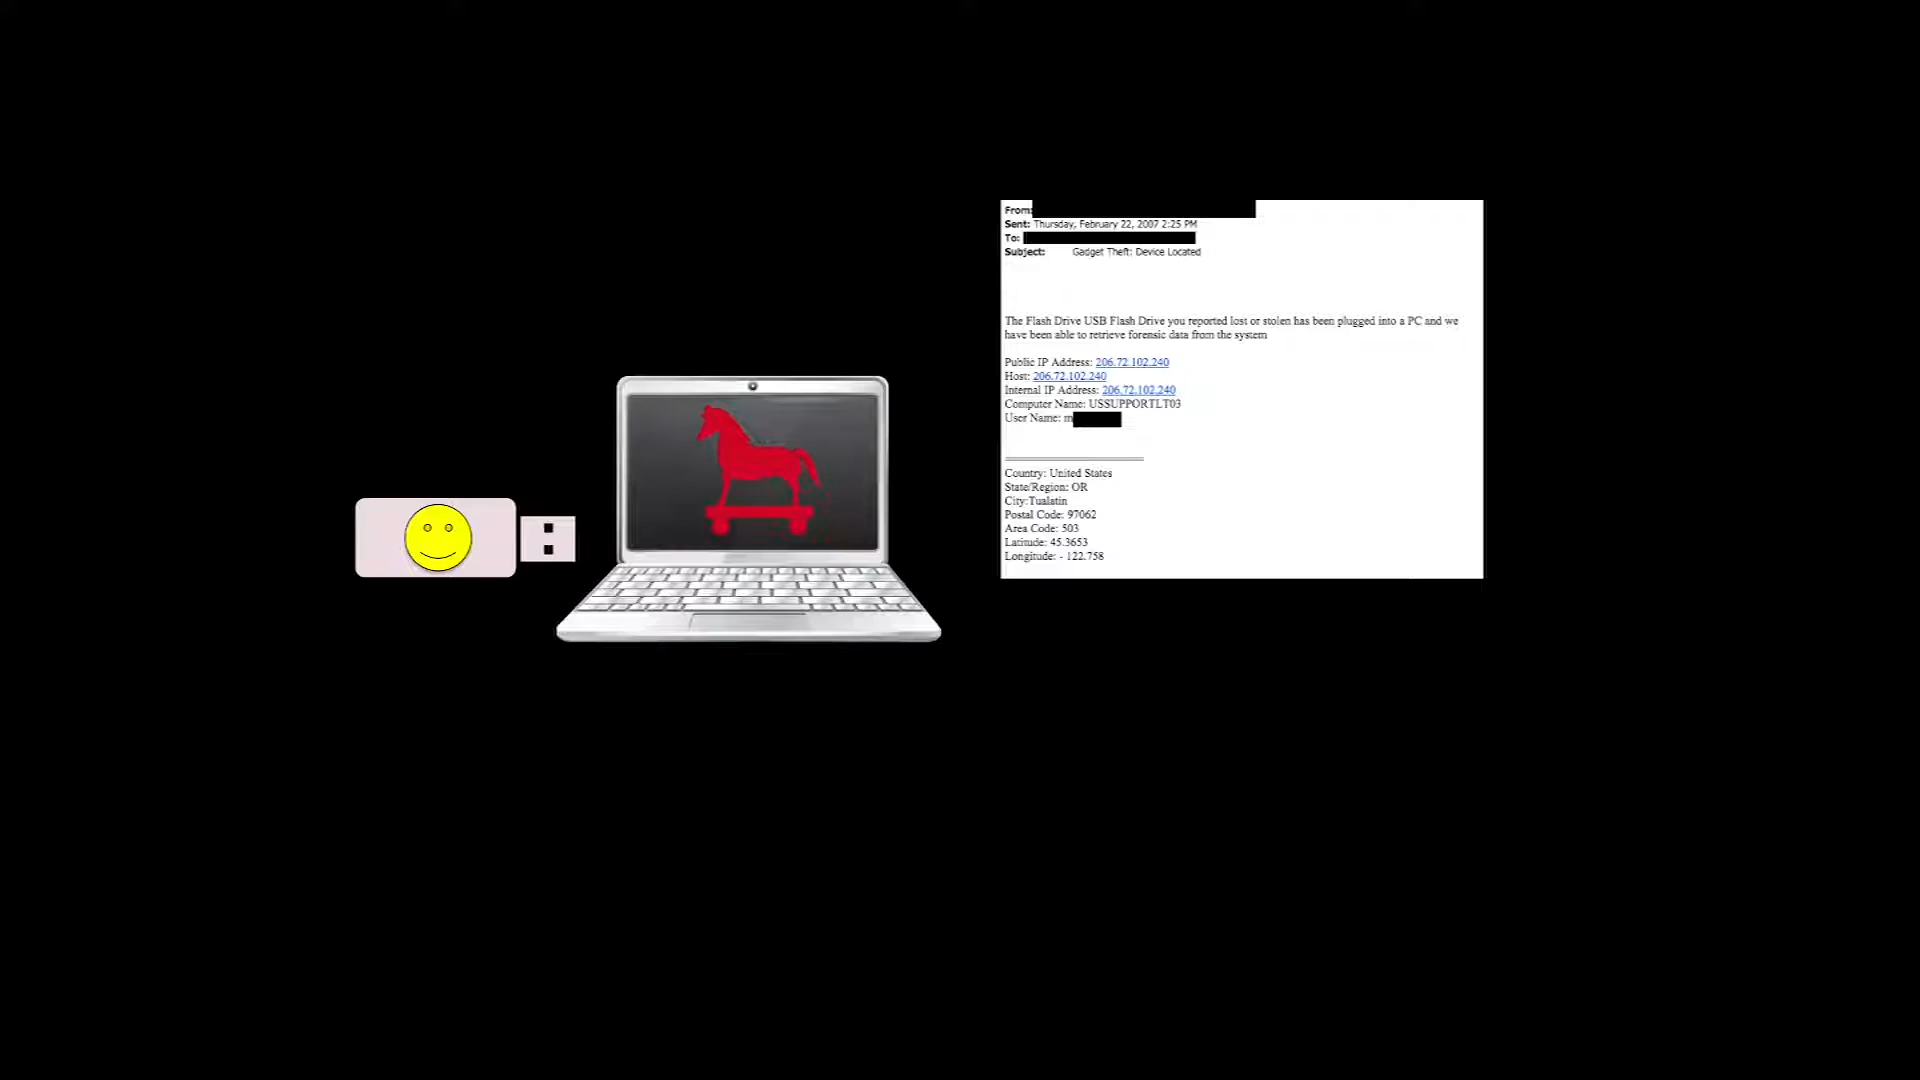 From:
Sent: Thursday, February 22, 2007 2:25 PM
To:
Subject: Gadget Theft: Device Located
The Flash Drive USB Flash Drive you reported lost or stolen has been plugged into a PC and we
have been able to retrieve forensic data from the system
Public IP Address: 206.72.102.240
Host: 206.72.102.240
Internal IP Address: 206.72.102.240
Computer Name: USSUPPORTLT03
User Name: m
Country: United States
State/Region: OR
City:Tualatin
Postal Code: 97062
Area Code: 503
Latitude: 45.3653
Longitude: - 122.758